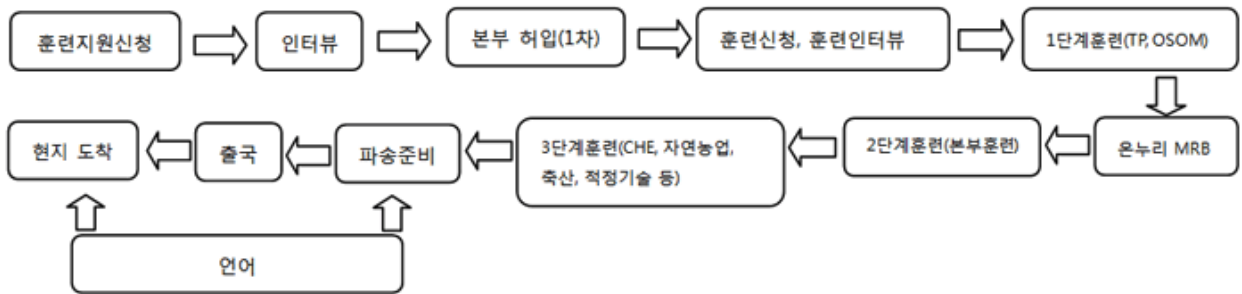 훈련지원신청
인터뷰
본부 허입(1차)
훈련신청, 훈련인터뷰
1단계훈련(TP, OSOM)
온누리 MRB
2단계훈련(본부훈련)
3단계훈련(CHE, 자연농업,
축산, 적정기술 등)
파송준비
출국
현지 도착
언어